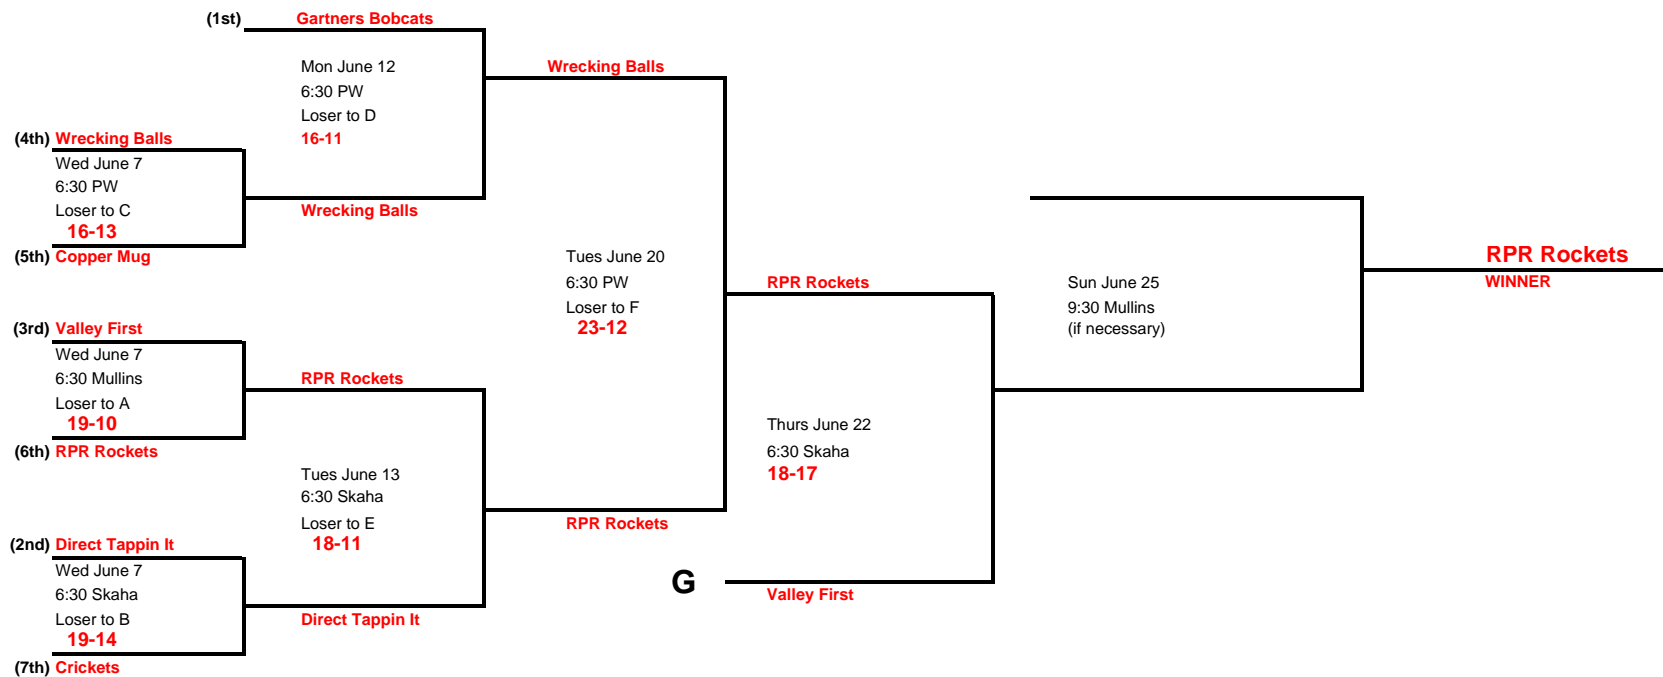 (1st) Gartners Bobcats
Mon June 12
6:30 PW
Loser to D
16-11
Wrecking Balls
(4th) Wrecking Balls
Wed June 7
6:30 PW
Loser to C
16-13
(5th) Copper Mug
Wrecking Balls
Tues June 20
6:30 PW
Loser to F
23-12
RPR Rockets
Sun June 25
9:30 Mullins
(if necessary)
RPR Rockets
WINNER
(3rd) Valley First
Wed June 7
6:30 Mullins
Loser to A
19-10
(6th) RPR Rockets
RPR Rockets
Thurs June 22
6:30 Skaha
18-17
Tues June 13
6:30 Skaha
Loser to E
18-11
RPR Rockets
(2nd) Direct Tappin It
Wed June 7
6:30 Skaha
Loser to B
19-14
(7th) Crickets
Direct Tappin It
G
Valley First